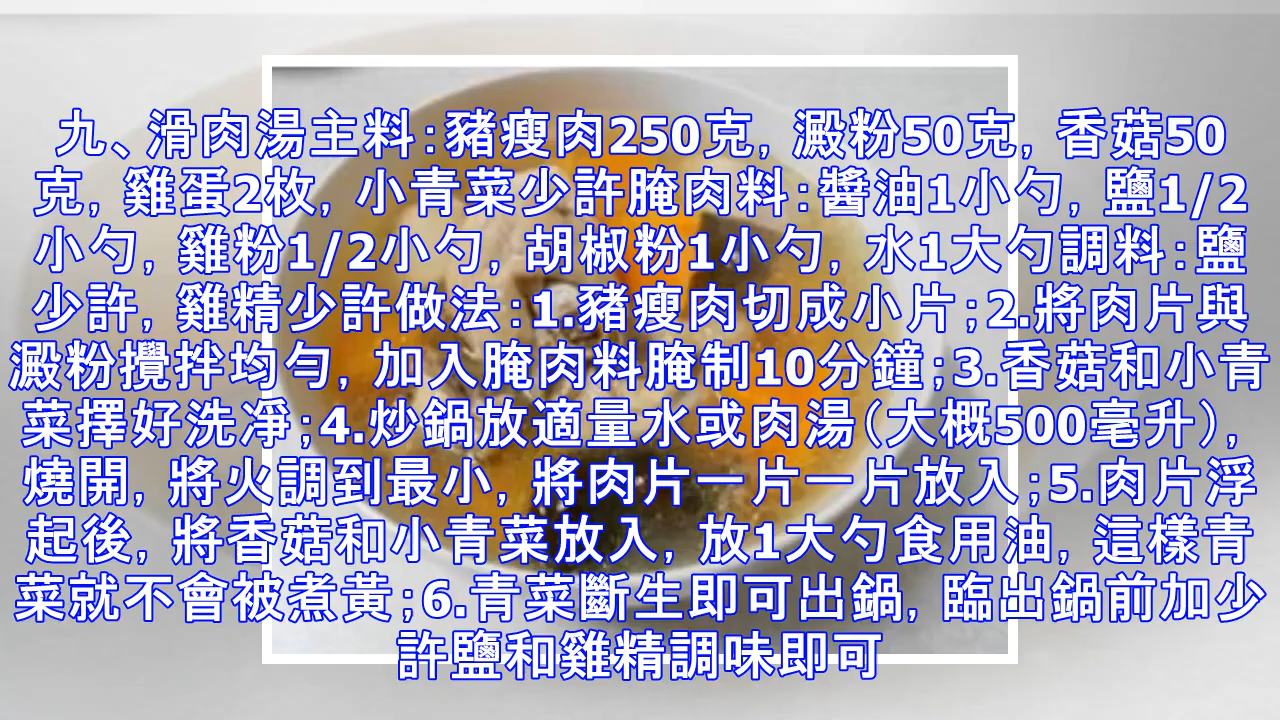 九、滑肉湯主料：豬瘦肉250克，澱粉50克，香菇50
克，雞蛋2枚，小青菜少許腌肉料：醬油1小勺，鹽1/2
小勺，雞粉1/2小勺，胡椒粉1小勺，水1大勺調料：鹽
少許，雞精少許做法：1.豬瘦肉切成小片；2.將肉片與
澱粉攪拌均勻，加入腌肉料腌制10分鐘；3.香菇和小青
菜擇好洗凈；4.炒鍋放適量水或肉湯（大概500毫升），
燒開，將火調到最小，將肉片一片一片放入；5.肉片浮
起後，將香菇和小青菜放入，放1大勺食用油，這樣青
菜就不會被煮黃；6.青菜斷生即可出鍋，臨出鍋前加少
許鹽和雞精調味即可